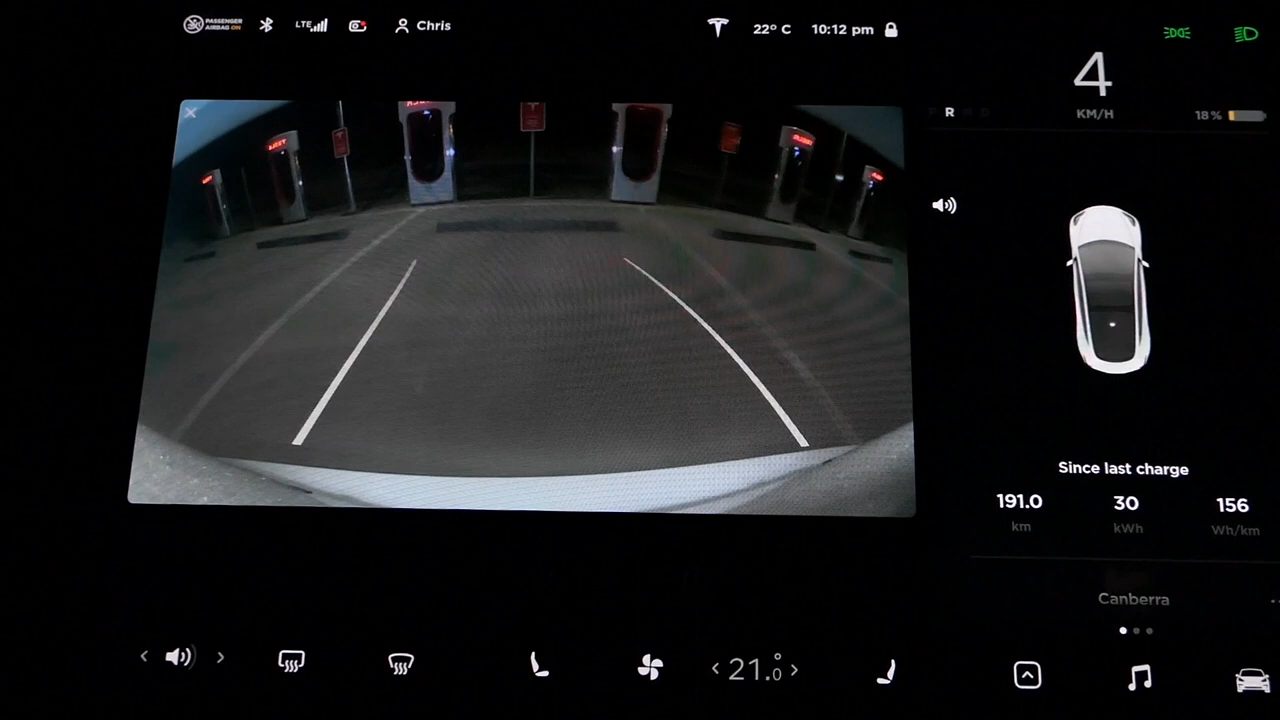 PASSENGER
AIRBAG ON
LTE
Chris
22° C
10:12 pm
4
KM/H
R
18 %
Since last charge
191.0
30
156
km
kWh
Wh/km
Canberra
21.0°